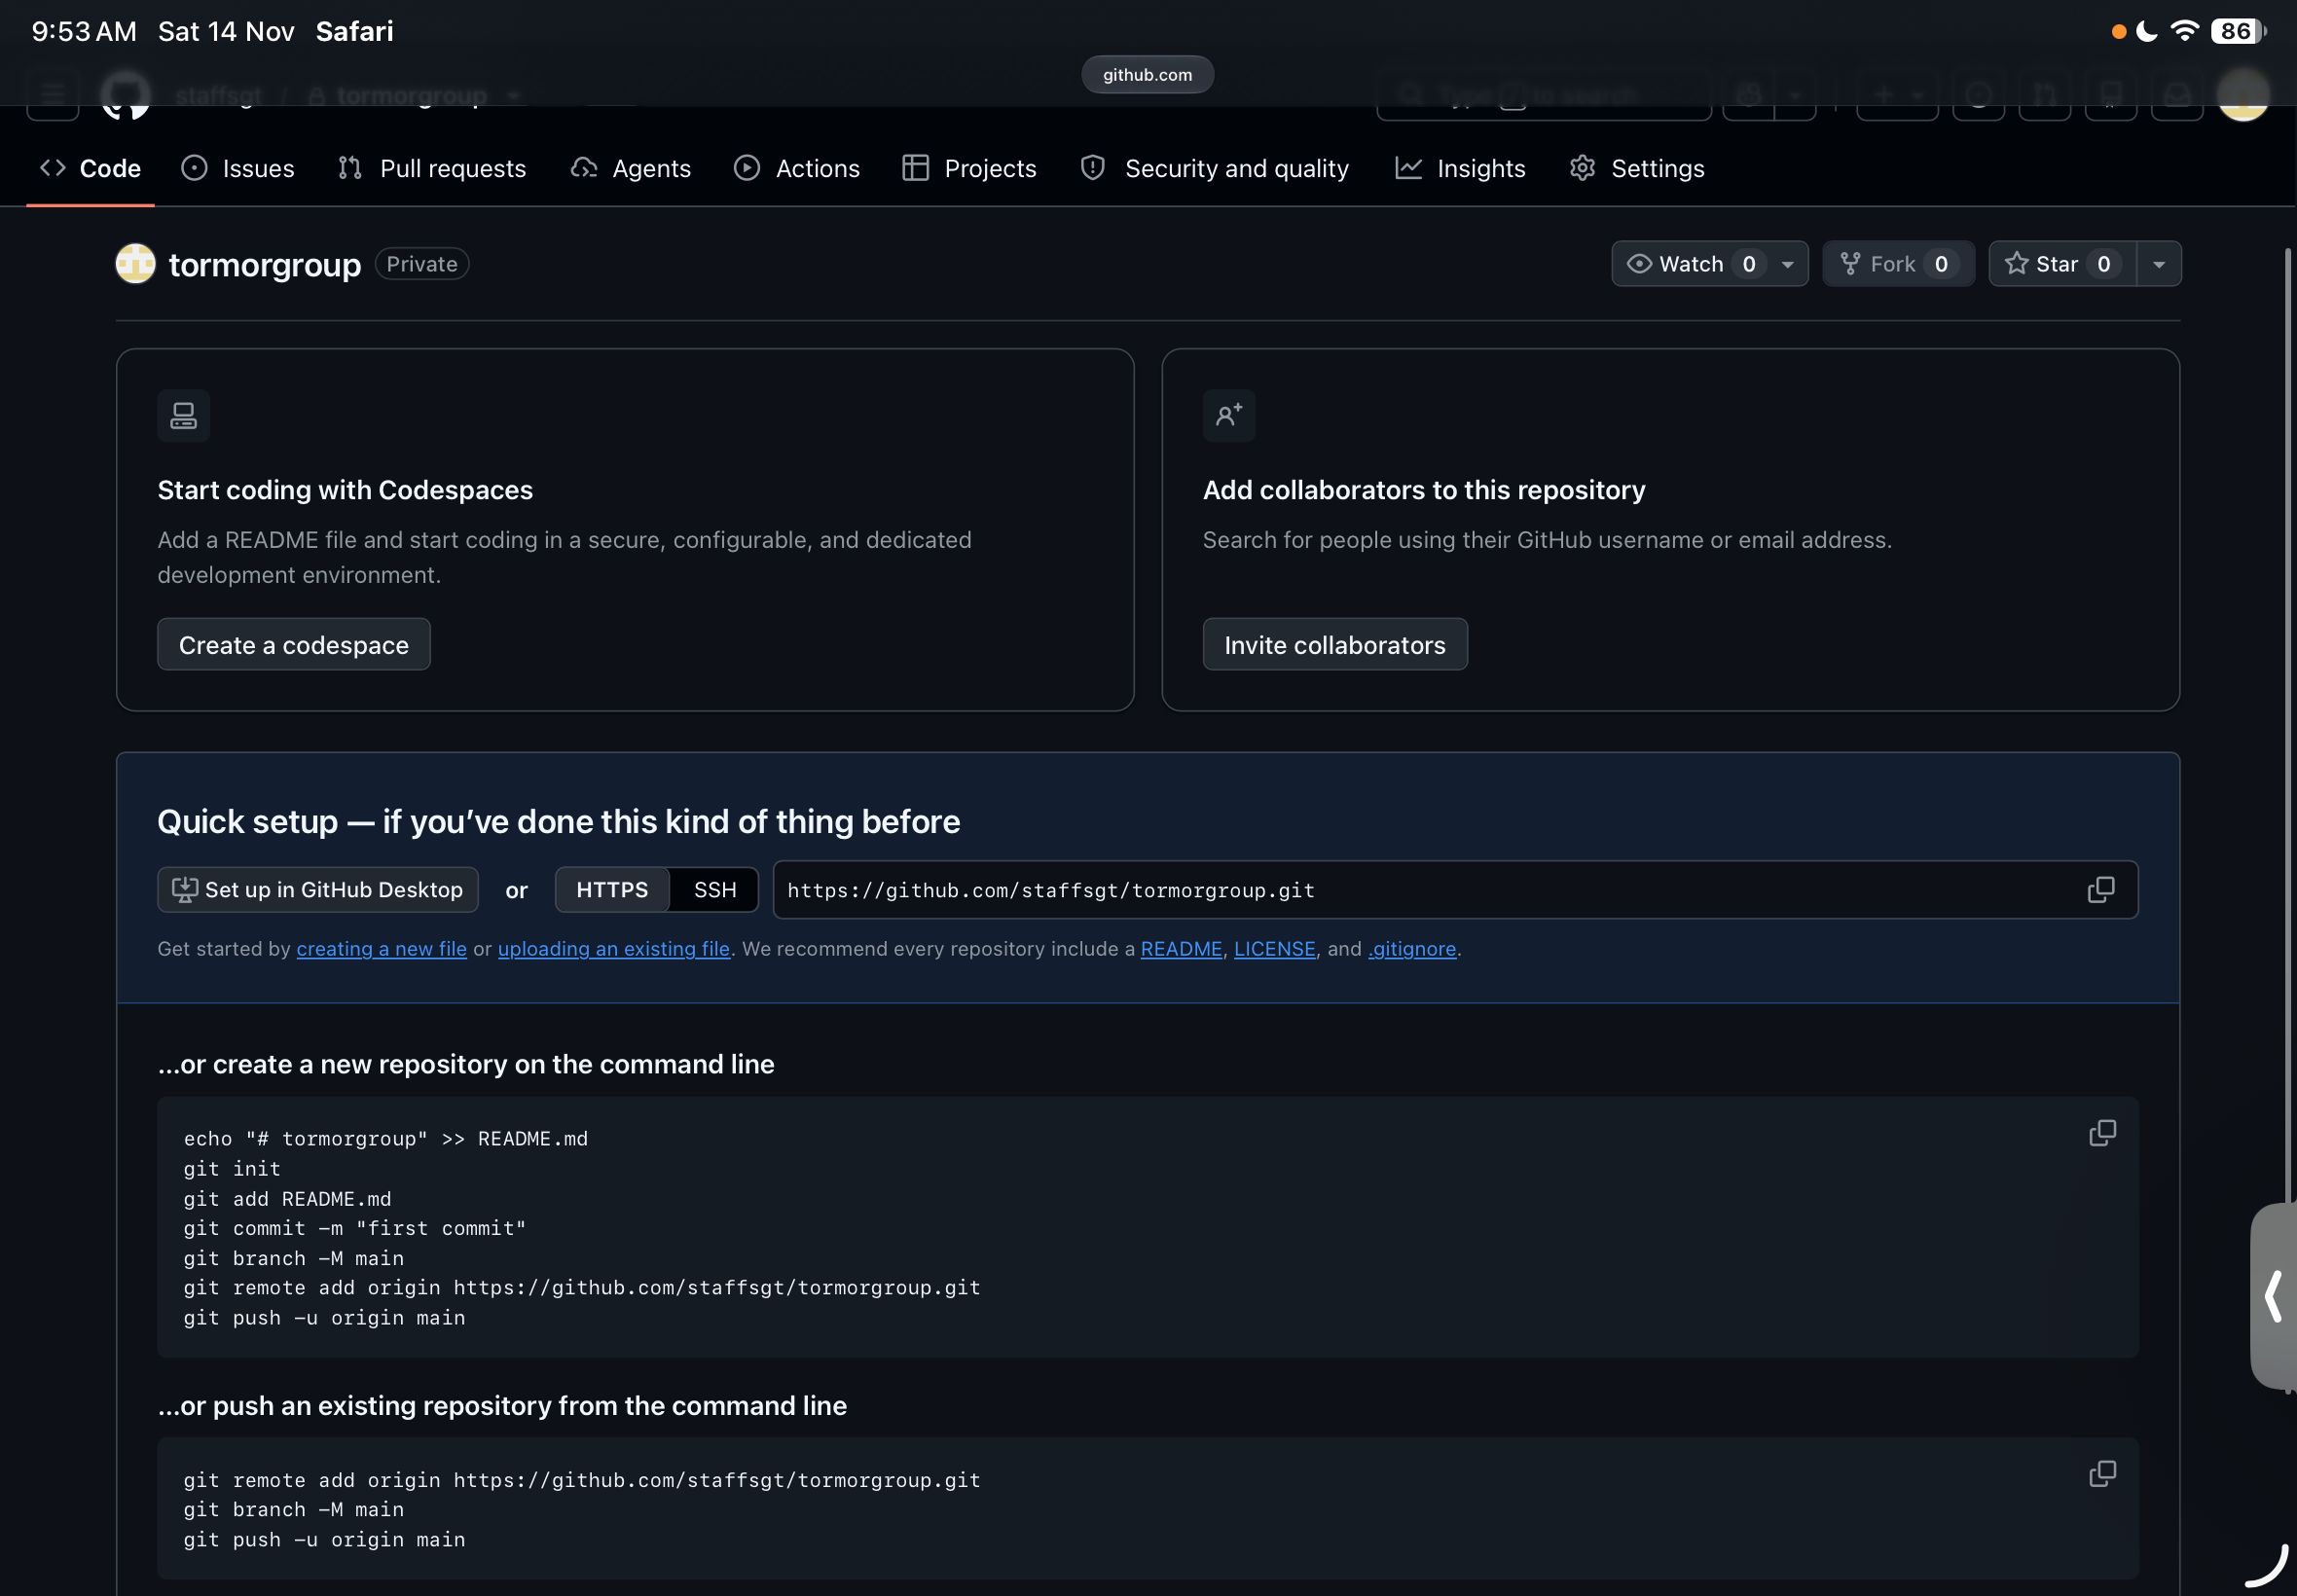 9:53 AM Sat 14 Nov Safari
86
github.com
staffsgt / tormorgroup
Type / to search
Code Issues Pull requests Agents Actions Projects Security and quality Insights Settings
tormorgroup Private
Watch 0 Fork 0 Star 0
Start coding with Codespaces
Add a README file and start coding in a secure, configurable, and dedicated
development environment.
Create a codespace
Add collaborators to this repository
Search for people using their GitHub username or email address.
Invite collaborators
Quick setup — if you’ve done this kind of thing before
Set up in GitHub Desktop or HTTPS SSH https://github.com/staffsgt/tormorgroup.git
Get started by creating a new file or uploading an existing file. We recommend every repository include a README, LICENSE, and .gitignore.
…or create a new repository on the command line
echo "# tormorgroup" >> README.md
git init
git add README.md
git commit -m "first commit"
git branch -M main
git remote add origin https://github.com/staffsgt/tormorgroup.git
git push -u origin main
…or push an existing repository from the command line
git remote add origin https://github.com/staffsgt/tormorgroup.git
git branch -M main
git push -u origin main